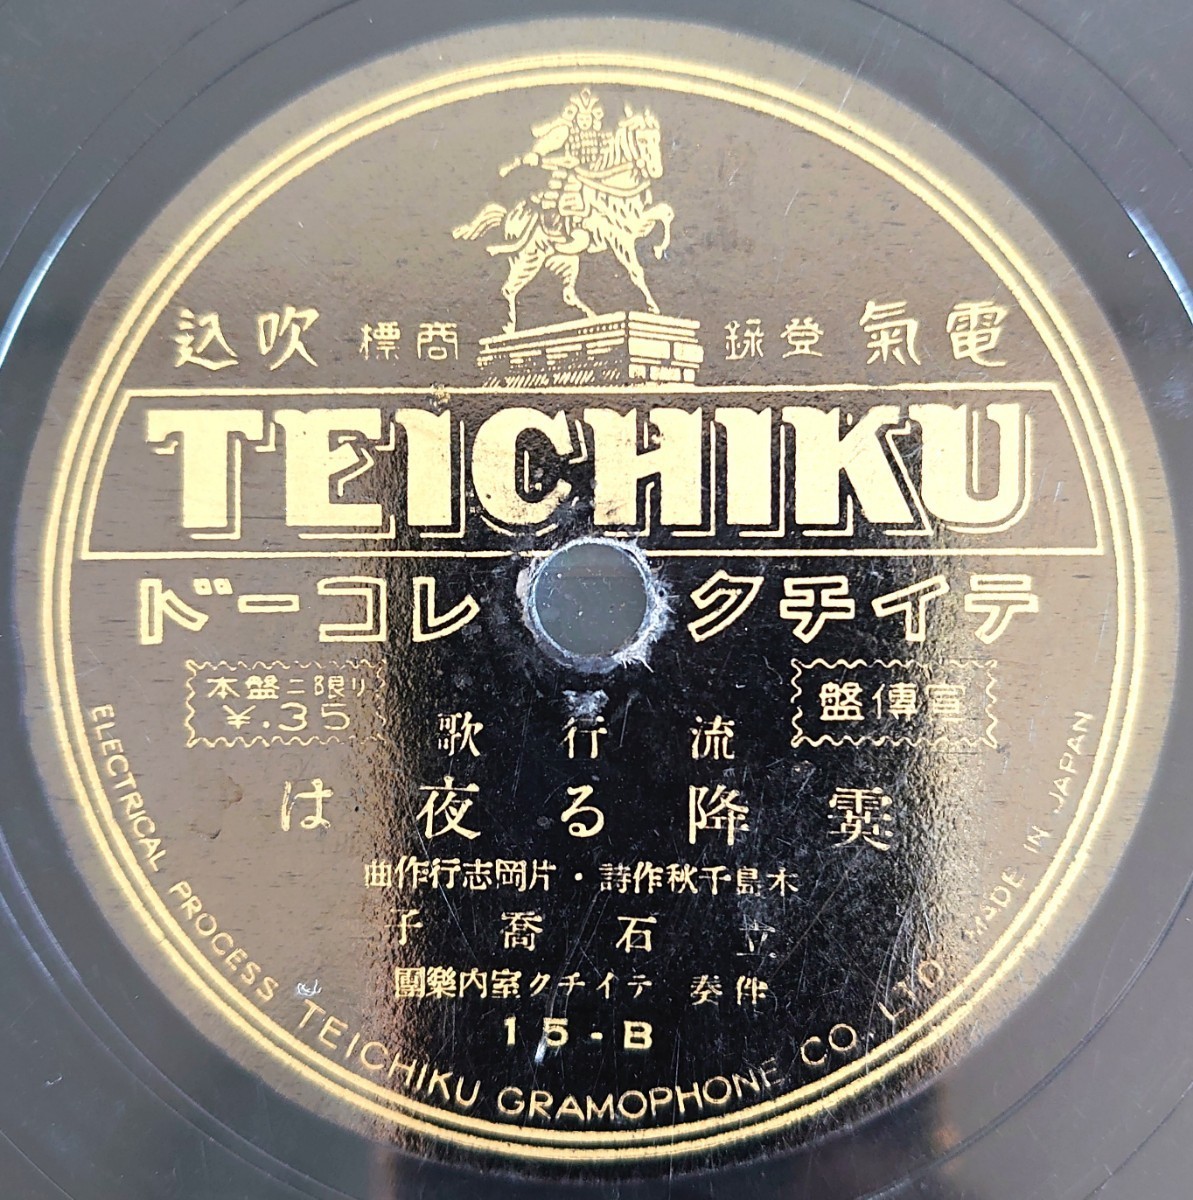 電氣 登錄 商標 吹込
TEICHIKU
テイチク レコード
宣傳盤
本盤ニ限リ
¥.35
流行歌
霙降る夜は
木島千秋作詩・片岡志行作曲
立石喬子
伴奏 テイチク室内樂團
15-B
ELECTRICAL PROCESS TEICHIKU GRAMOPHONE CO. LTD. MADE IN JAPAN